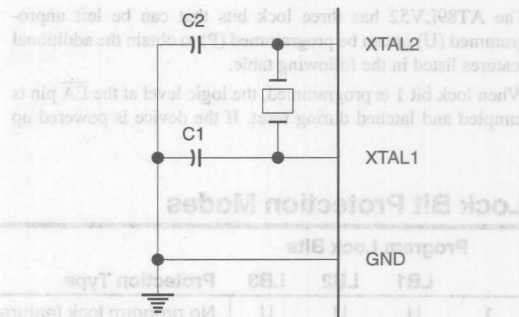 The AT89LV52 has three lock bits that can be left unpro-
C2
grammed (U) can be programmed (P) obtain the additional
XTAL2
features listed in the following table.
When lock bit 1 is programmed, the logic level at the EA pin is
sampled and latched during reset. If the device is powered up
C1
XTAL1
Lock Bit Protection Modes
Program Lock Bits
GND
LB1 LB2 LB3 Protection Type
1 U U U No program lock features